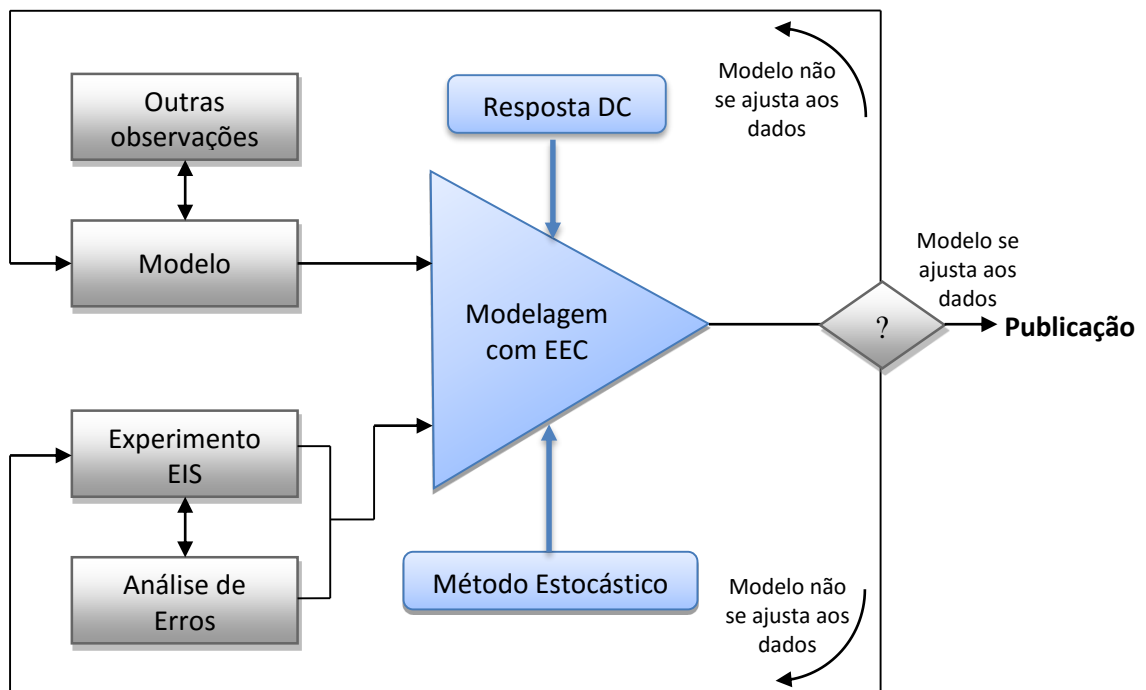 Modelo não
se ajusta aos
dados
Outras
observações
Resposta DC
Modelo
Modelo se
ajusta aos
dados
Modelagem
com EEC
?
Publicação
Experimento
EIS
Análise de
Erros
Método Estocástico
Modelo não
se ajusta aos
dados